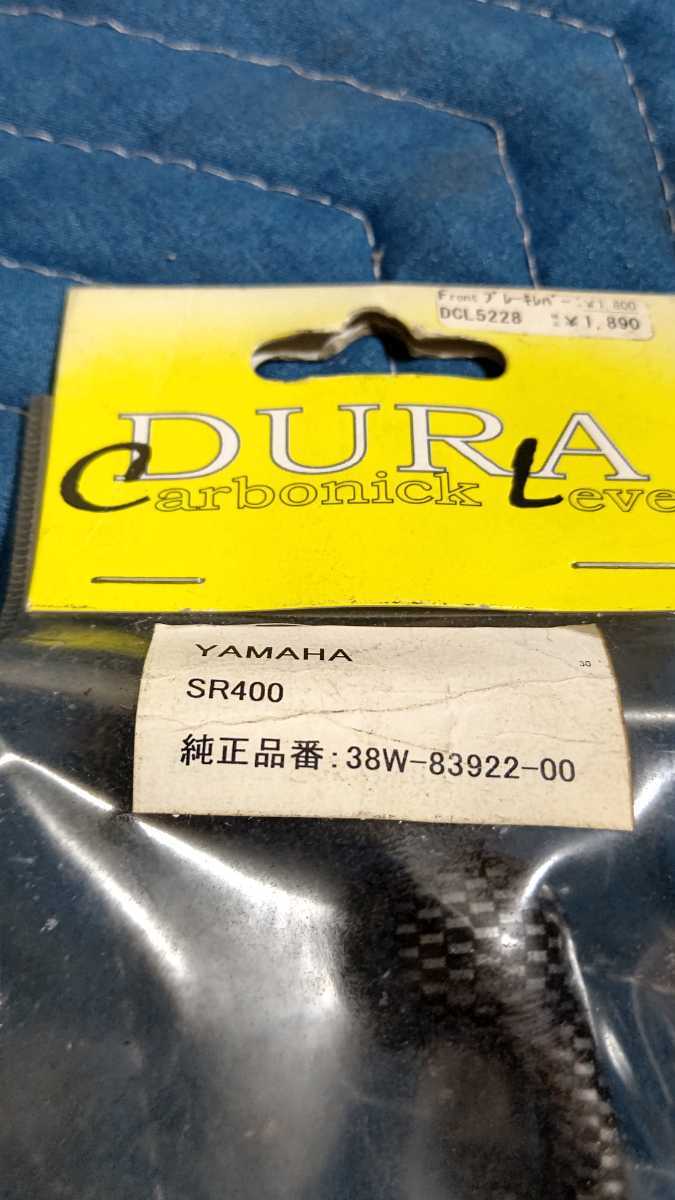 Front ブレーキレバー ¥1,800
DCL5228 ¥1,890
DURA
Carbonick Leve
YAMAHA
30
SR400
純正品番:38W-83922-00